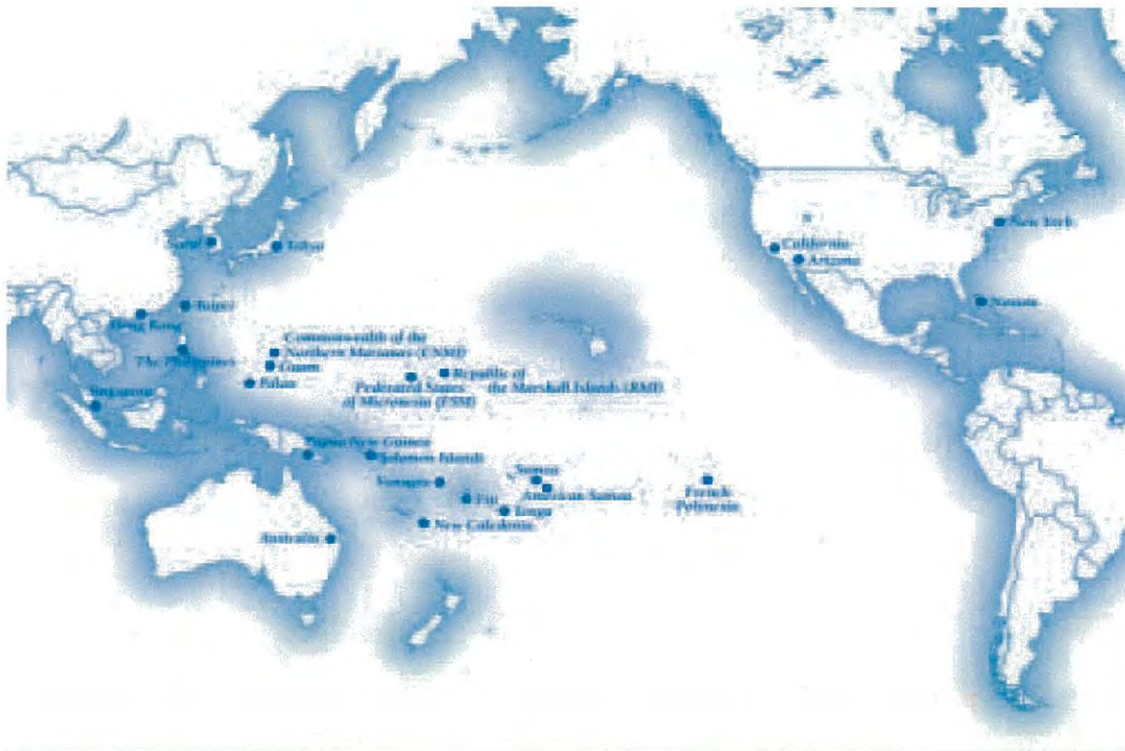 Seoul
Tokyo
California
Arizona
New York
Taipei
Hong Kong
Nassau
The Philippines
Commonwealth of the
Northern Marianas (CNMI)
Guam
Palau
Singapore
Federated States
of Micronesia (FSM)
Republic of
the Marshall Islands (RMI)
Papua New Guinea
Solomon Islands
Vanuatu
Samoa
American Samoa
Fiji
Tonga
New Caledonia
French
Polynesia
Australia